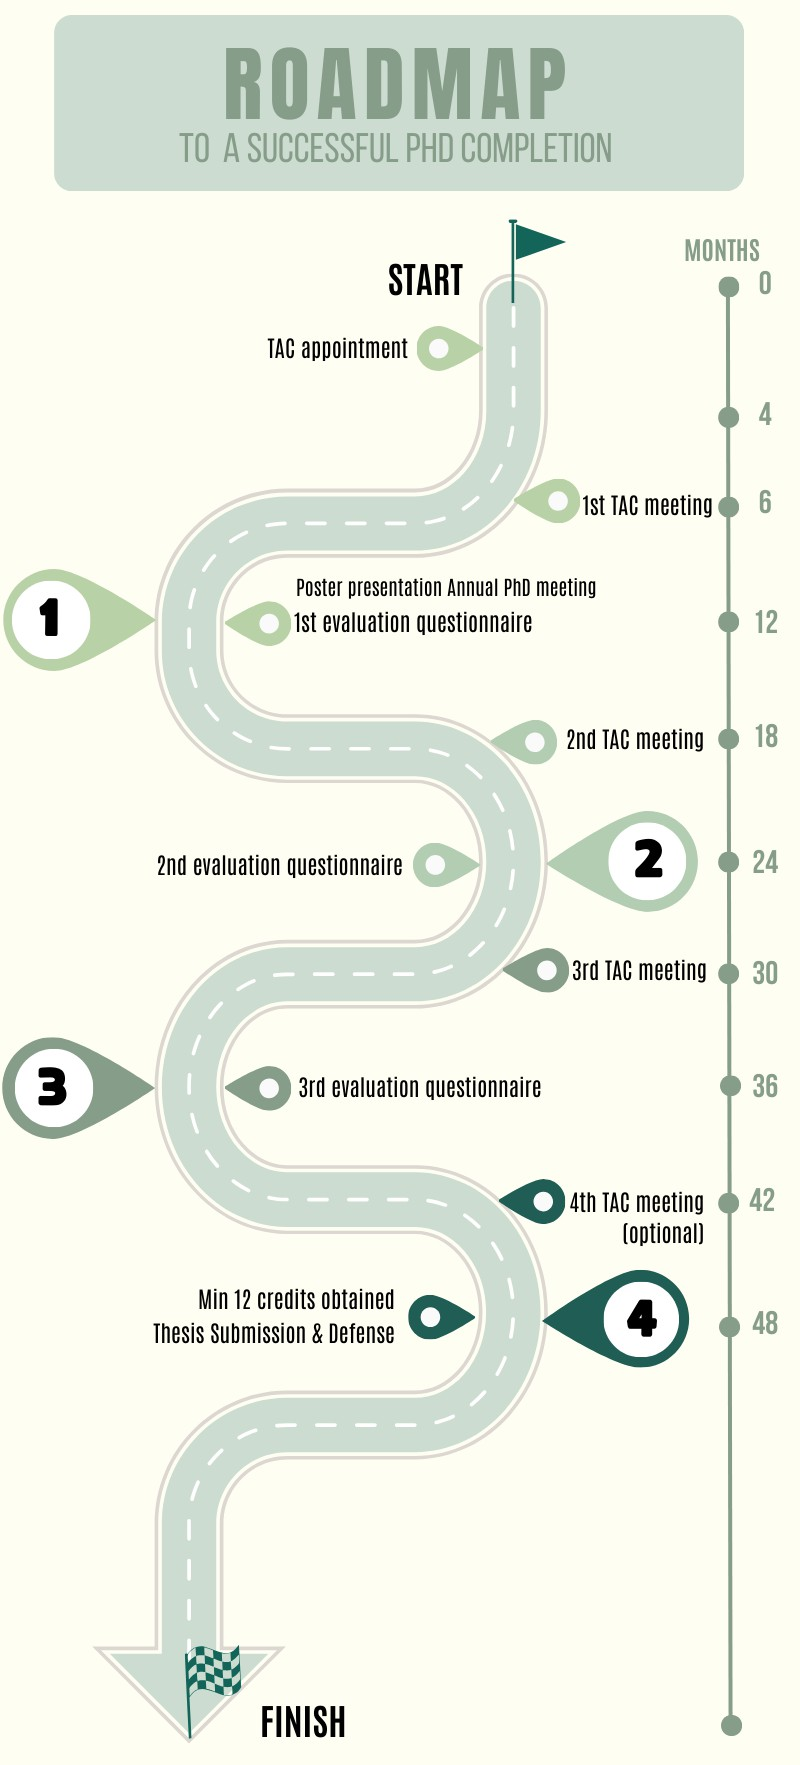 ROADMAP
TO A SUCCESSFUL PHD COMPLETION
MONTHS
START
0
TAC appointment
4
1st TAC meeting
6
Poster presentation Annual PhD meeting
1
1st evaluation questionnaire
12
2nd TAC meeting
18
2nd evaluation questionnaire
2
24
3rd TAC meeting
30
3
3rd evaluation questionnaire
36
4th TAC meeting
42
(optional)
Min 12 credits obtained
Thesis Submission & Defense
4
48
FINISH